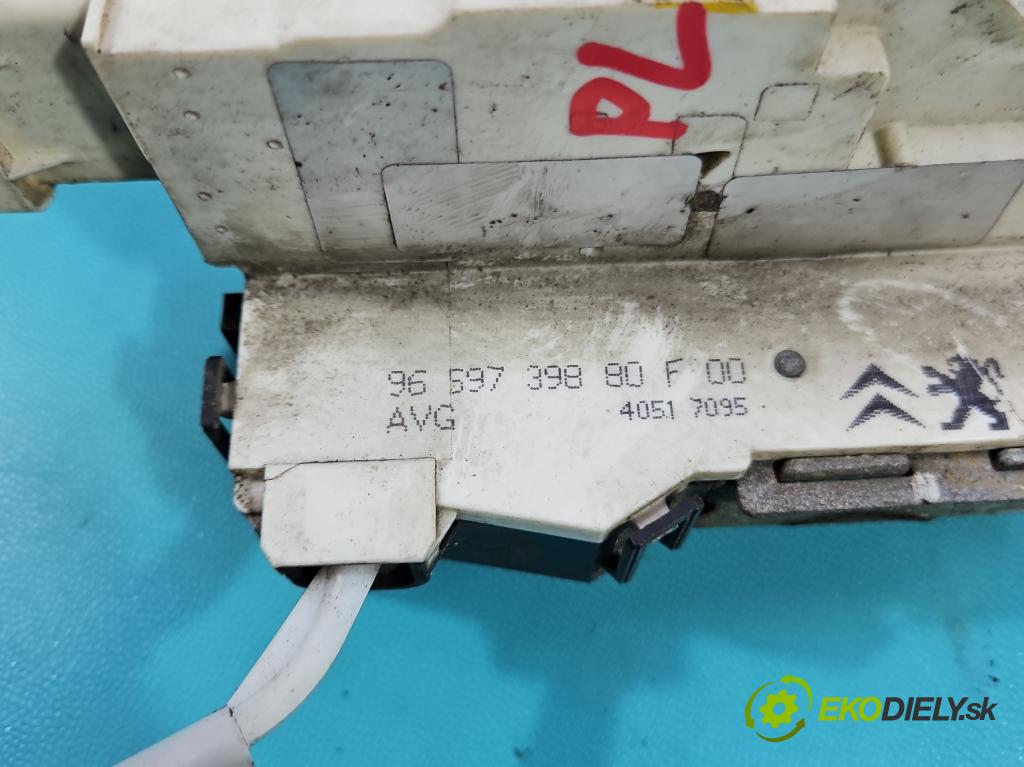 PL
96 697 398 80 F 00
AVG 4051 7095
EKODIELY.sk